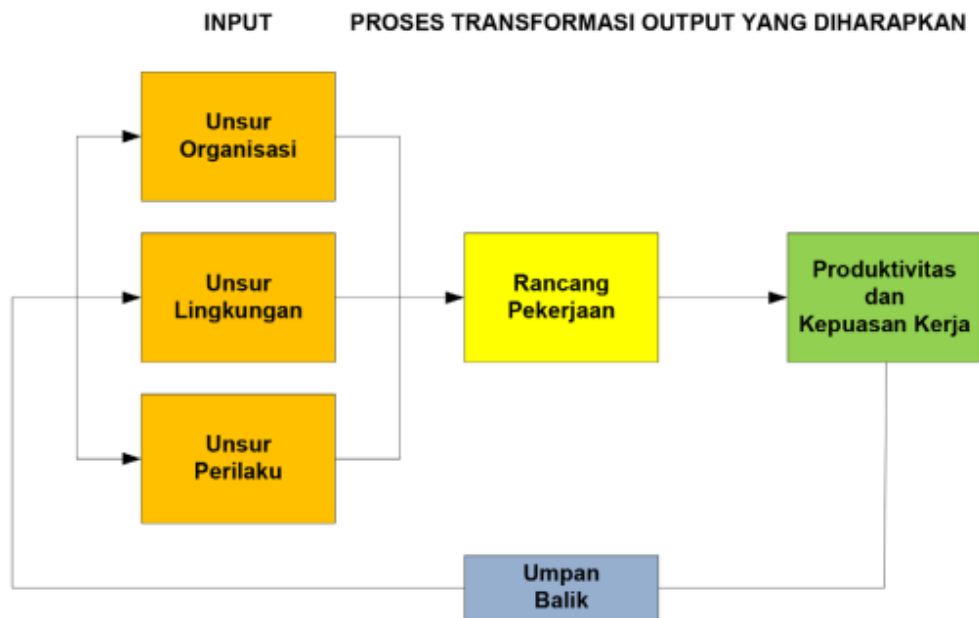 INPUT
PROSES TRANSFORMASI OUTPUT YANG DIHARAPKAN
Unsur
Organisasi
Unsur
Lingkungan
Rancang
Pekerjaan
Produktivitas
dan
Kepuasan Kerja
Unsur
Perilaku
Umpan
Balik